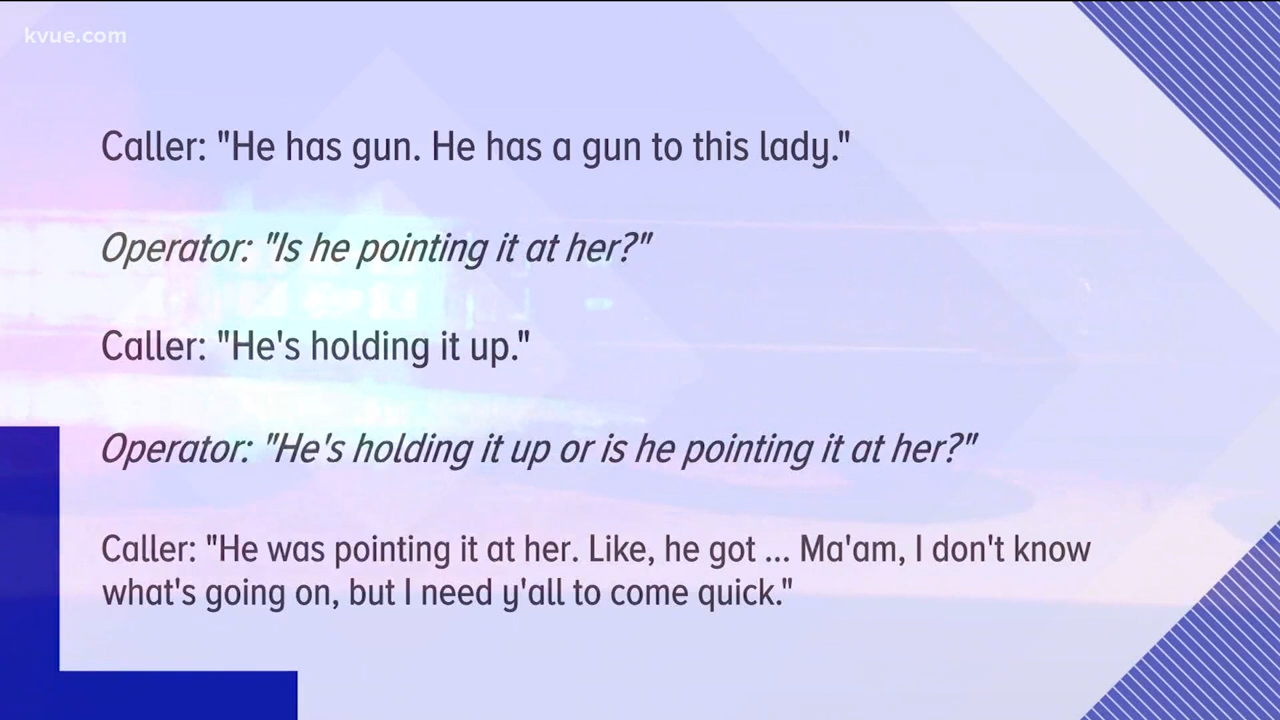 kvue.com
Caller: "He has gun. He has a gun to this lady."
Operator: "Is he pointing it at her?"
Caller: "He's holding it up."
Operator: "He's holding it up or is he pointing it at her?"
Caller: "He was pointing it at her. Like, he got ... Ma'am, I don't know
what's going on, but I need y'all to come quick."